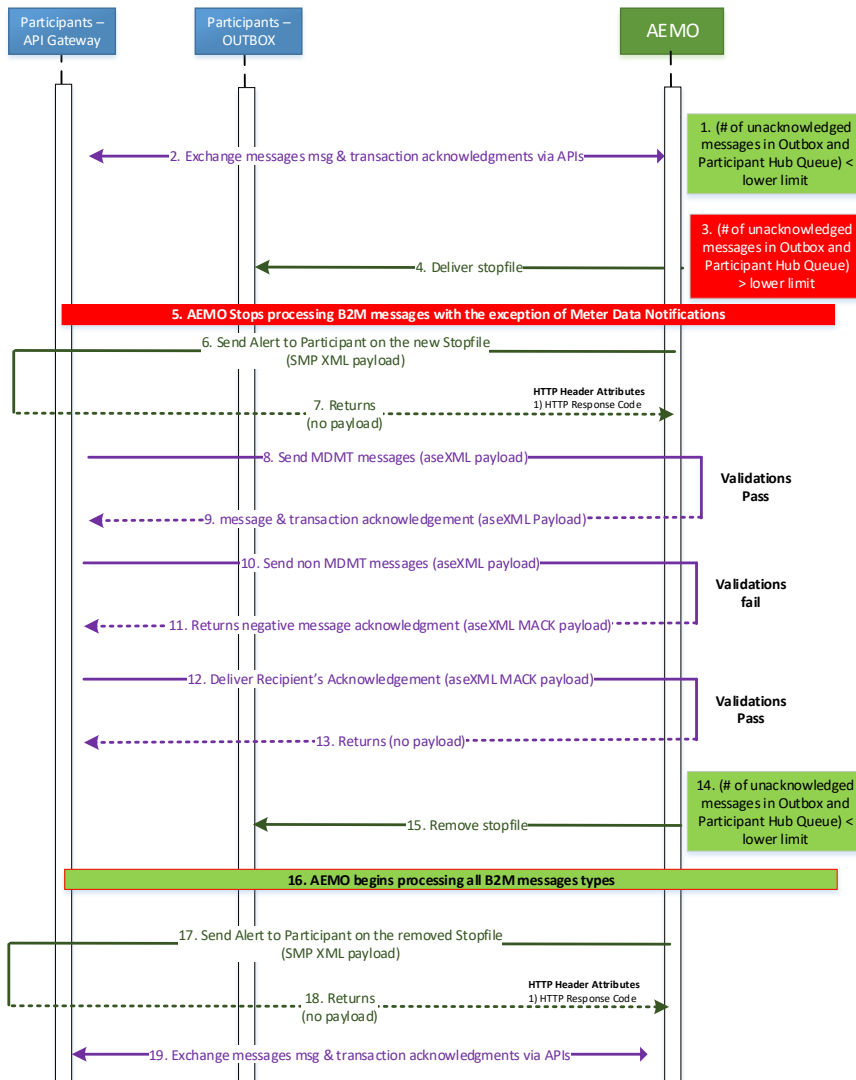 Participants –
API Gateway
Participants –
OUTBOX
AEMO
1. (# of unacknowledged
messages in Outbox and
Participant Hub Queue) <
lower limit
2. Exchange messages msg & transaction acknowledgments via APIs
3. (# of unacknowledged
messages in Outbox and
Participant Hub Queue)
> lower limit
4. Deliver stopfile
5. AEMO Stops processing B2M messages with the exception of Meter Data Notifications
6. Send Alert to Participant on the new Stopfile
(SMP XML payload)
HTTP Header Attributes
1) HTTP Response Code
7. Returns
(no payload)
8. Send MDMT messages (aseXML payload)
Validations
Pass
9. message & transaction acknowledgement (aseXML Payload)
10. Send non MDMT messages (aseXML payload)
Validations
fail
11. Returns negative message acknowledgment (aseXML MACK payload)
12. Deliver Recipient's Acknowledgement (aseXML MACK payload)
Validations
Pass
13. Returns (no payload)
14. (# of unacknowledged
messages in Outbox and
Participant Hub Queue) <
lower limit
15. Remove stopfile
16. AEMO begins processing all B2M messages types
17. Send Alert to Participant on the removed Stopfile
(SMP XML payload)
HTTP Header Attributes
1) HTTP Response Code
18. Returns
(no payload)
19. Exchange messages msg & transaction acknowledgments via APIs